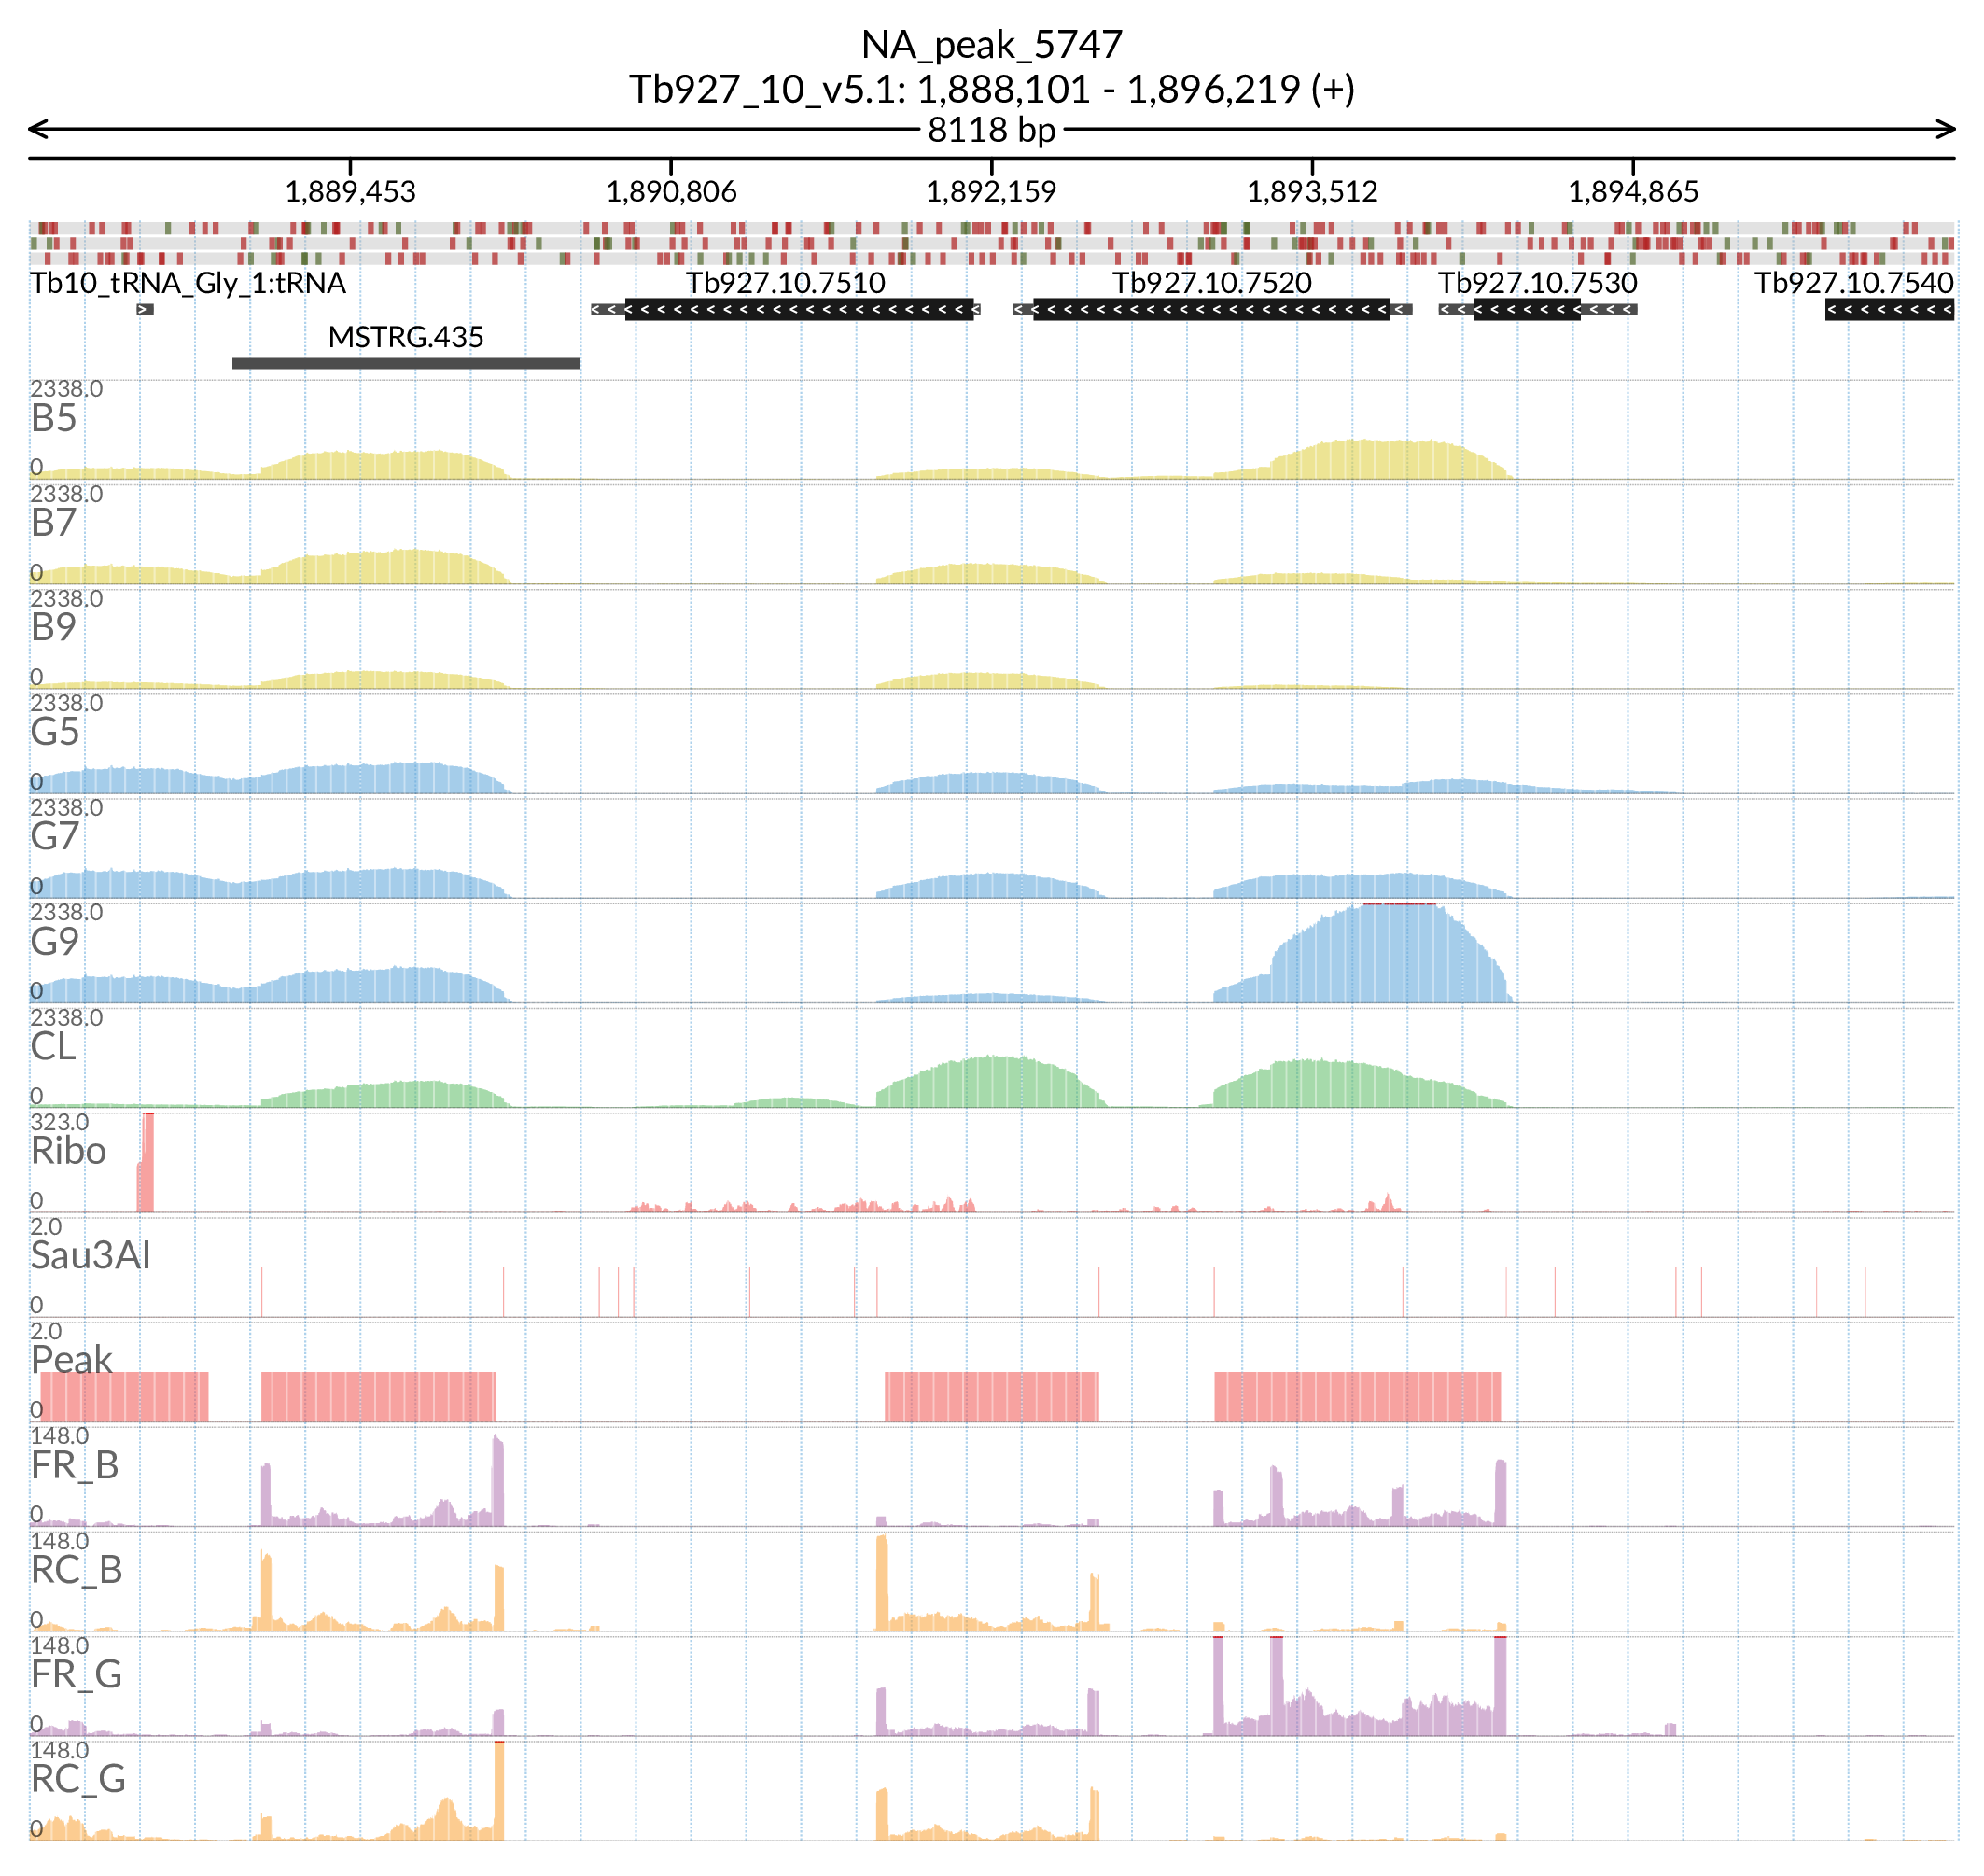 NA_peak_5747
Tb927_10_v5.1: 1,888,101 - 1,896,219 (+)
8118 bp
1,889,453 1,890,806 1,892,159 1,893,512 1,894,865
Tb10_tRNA_Gly_1:tRNA Tb927.10.7510 Tb927.10.7520 Tb927.10.7530 Tb927.10.7540
MSTRG.435
2338.0
B5
0
2338.0
B7
0
2338.0
B9
0
2338.0
G5
0
2338.0
G7
0
2338.0
G9
0
2338.0
CL
0
323.0
Ribo
0
2.0
Sau3AI
0
2.0
Peak
0
148.0
FR_B
0
148.0
RC_B
0
148.0
FR_G
0
148.0
RC_G
0